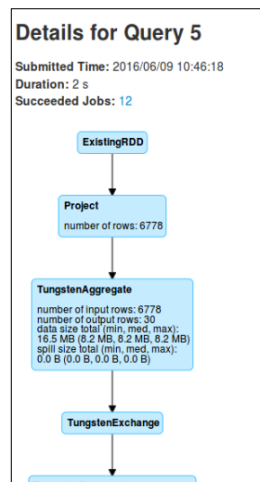 Details for Query 5
Submitted Time: 2016/06/09 10:46:18
Duration: 2 s
Succeeded Jobs: 12
ExistingRDD
Project
number of rows: 6778
TungstenAggregate
number of input rows: 6778
number of output rows: 30
data size total (min, med, max):
16.5 MB (8.2 MB, 8.2 MB, 8.2 MB)
spill size total (min, med, max):
0.0 B (0.0 B, 0.0 B, 0.0 B)
TungstenExchange